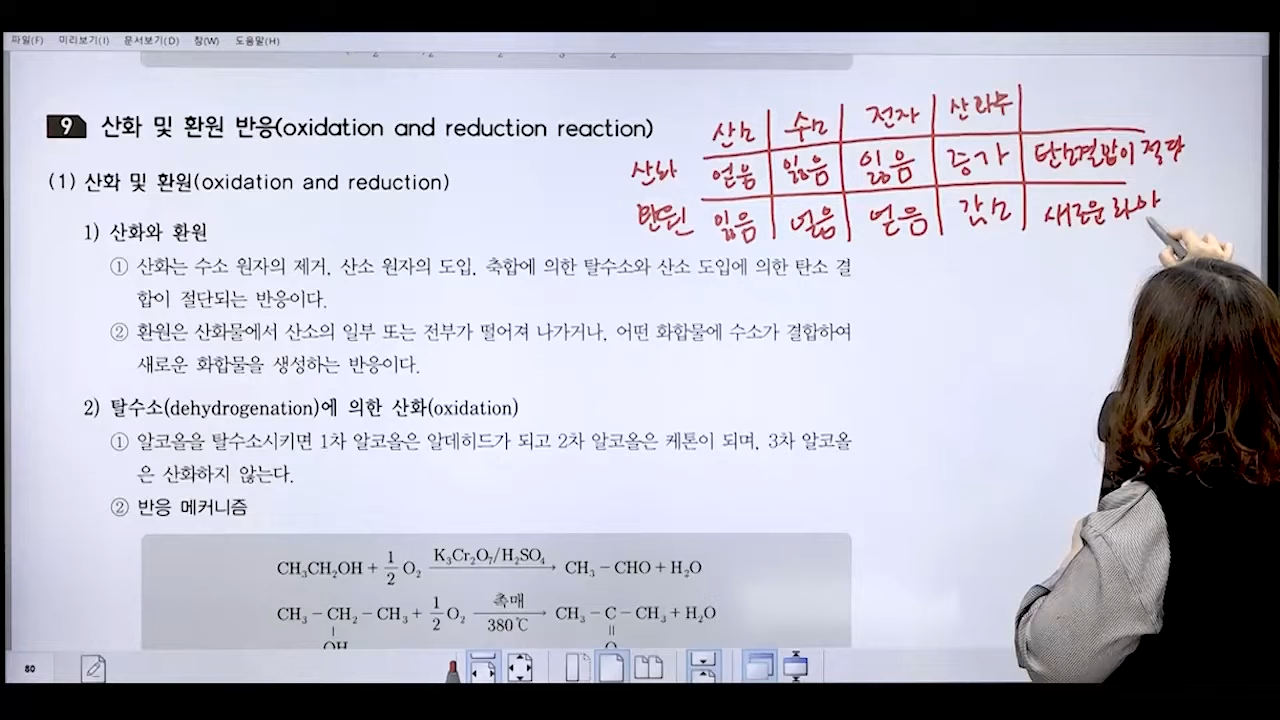 파일(F) 미리보기(I) 문서보기(D) 창(W) 도움말(H)
9 산화 및 환원 반응(oxidation and reduction reaction)
산소 수소 전자 산화수
산화 얻음 잃음 잃음 증가 탄소결합이 절단
환원 잃음 얻음 얻음 감소 새로운 화
(1) 산화 및 환원(oxidation and reduction)
1) 산화와 환원
① 산화는 수소 원자의 제거, 산소 원자의 도입, 축합에 의한 탈수소와 산소 도입에 의한 탄소 결
합이 절단되는 반응이다.
② 환원은 산화물에서 산소의 일부 또는 전부가 떨어져 나가거나, 어떤 화합물에 수소가 결합하여
새로운 화합물을 생성하는 반응이다.
2) 탈수소(dehydrogenation)에 의한 산화(oxidation)
① 알코올을 탈수소시키면 1차 알코올은 알데히드가 되고 2차 알코올은 케톤이 되며, 3차 알코올
은 산화하지 않는다.
② 반응 메커니즘
CH₃CH₂OH + 1/2 O₂ K₃Cr₂O₇/H₂SO₄ → CH₃ − CHO + H₂O
CH₃ − CH₂ − CH₃ + 1/2 O₂ 촉매 380℃ → CH₃ − C − CH₃ + H₂O
OH O
80